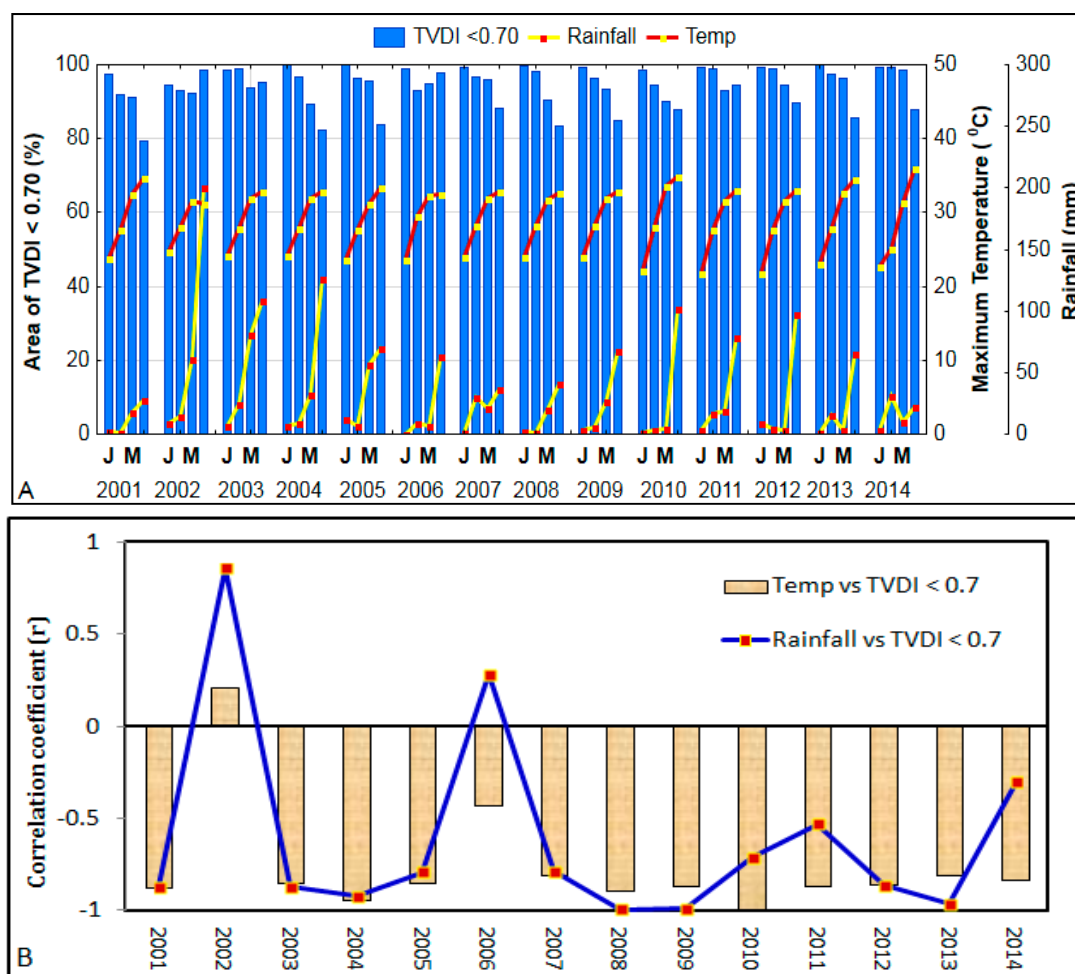 TVDI <0.70 Rainfall Temp
100 50 300
80 40 250
60 30 200
150
40 20
100
20 10
50
0 0 0
Area of TVDI < 0.70 (%)
Maximum Temperature ( ⁰C)
Rainfall (mm)
J M J M J M J M J M J M J M J M J M J M J M J M J M J M
2001 2002 2003 2004 2005 2006 2007 2008 2009 2010 2011 2012 2013 2014
A
1
Temp vs TVDI < 0.7
0.5
Rainfall vs TVDI < 0.7
0
-0.5
-1
Correlation coefficient (r)
2001 2002 2003 2004 2005 2006 2007 2008 2009 2010 2011 2012 2013 2014
B